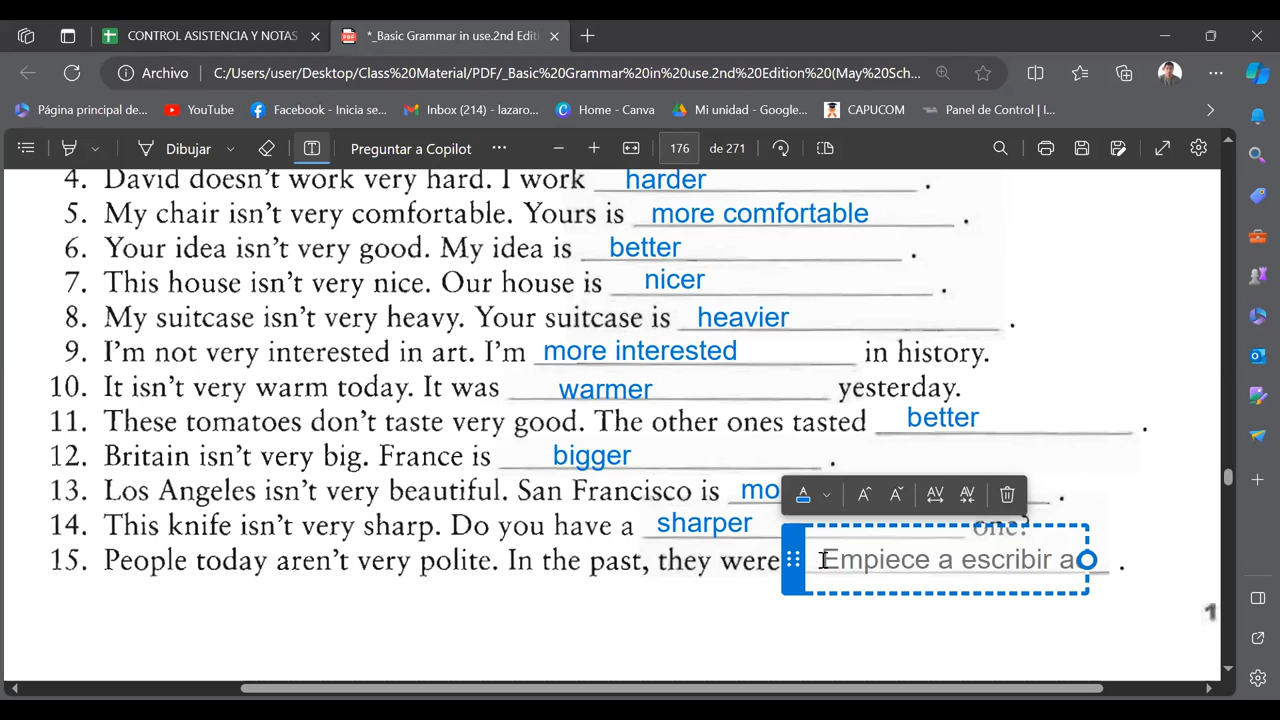 CONTROL ASISTENCIA Y NOTAS
*_Basic Grammar in use.2nd Editi
Archivo
C:/Users/user/Desktop/Class%20Material/PDF/_Basic%20Grammar%20in%20use.2nd%20Edition%20(May%20Sch...
Página principal de... YouTube Facebook - Inicia se... Inbox (214) - lazaro... Home - Canva Mi unidad - Google... CAPUCOM Panel de Control | I...
Dibujar Preguntar a Copilot 176 de 271
4. David doesn't work very hard. I work harder .
5. My chair isn't very comfortable. Yours is more comfortable .
6. Your idea isn't very good. My idea is better .
7. This house isn't very nice. Our house is nicer .
8. My suitcase isn't very heavy. Your suitcase is heavier .
9. I'm not very interested in art. I'm more interested in history.
10. It isn't very warm today. It was warmer yesterday.
11. These tomatoes don't taste very good. The other ones tasted better .
12. Britain isn't very big. France is bigger .
13. Los Angeles isn't very beautiful. San Francisco is mo .
14. This knife isn't very sharp. Do you have a sharper one?
15. People today aren't very polite. In the past, they were Empiece a escribir a .
1